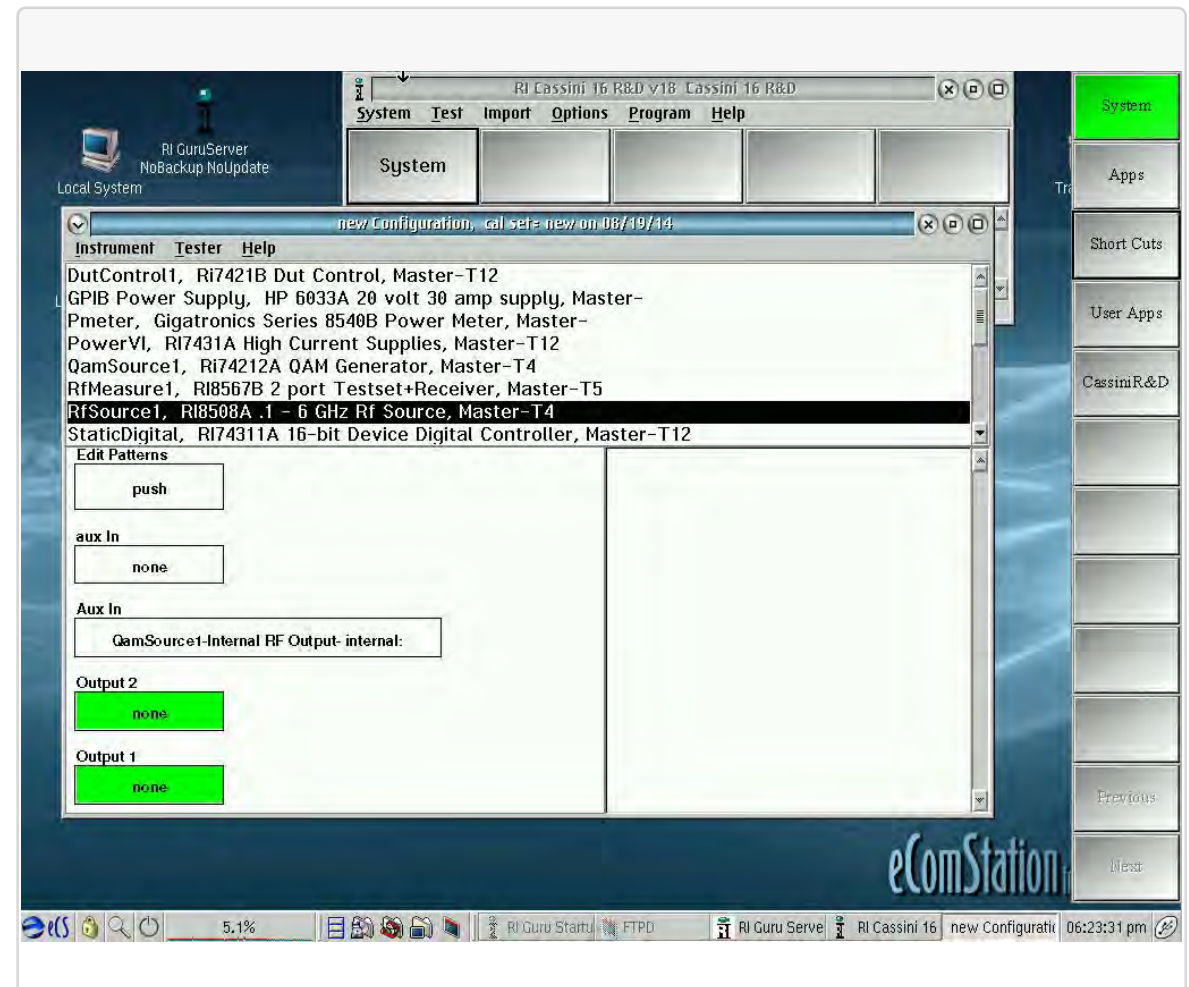 RI Cassini 16 R&D v18 Cassini 16 R&D
System Test Import Options Program Help
System
RI GuruServer
NoBackup NoUpdate
Local System
new Configuration, cal set= new on 08/19/14
Instrument Tester Help
DutControl1, Ri7421B Dut Control, Master-T12
GPIB Power Supply, HP 6033A 20 volt 30 amp supply, Master-
Pmeter, Gigatronics Series 8540B Power Meter, Master-
PowerVI, RI7431A High Current Supplies, Master-T12
QamSource1, Ri74212A QAM Generator, Master-T4
RfMeasure1, RI8567B 2 port Testset+Receiver, Master-T5
RfSource1, RI8508A .1 - 6 GHz Rf Source, Master-T4
StaticDigital, RI74311A 16-bit Device Digital Controller, Master-T12
Edit Patterns
push
aux In
none
Aux In
QamSource1-Internal RF Output- internal:
Output 2
none
Output 1
none
System
Apps
Short Cuts
User Apps
CassiniR&D
Previous
Next
eComStation
eCS
5.1%
RI Guru Startu
FTPD
RI Guru Serve
RI Cassini 16
new Configuratic
06:23:31 pm